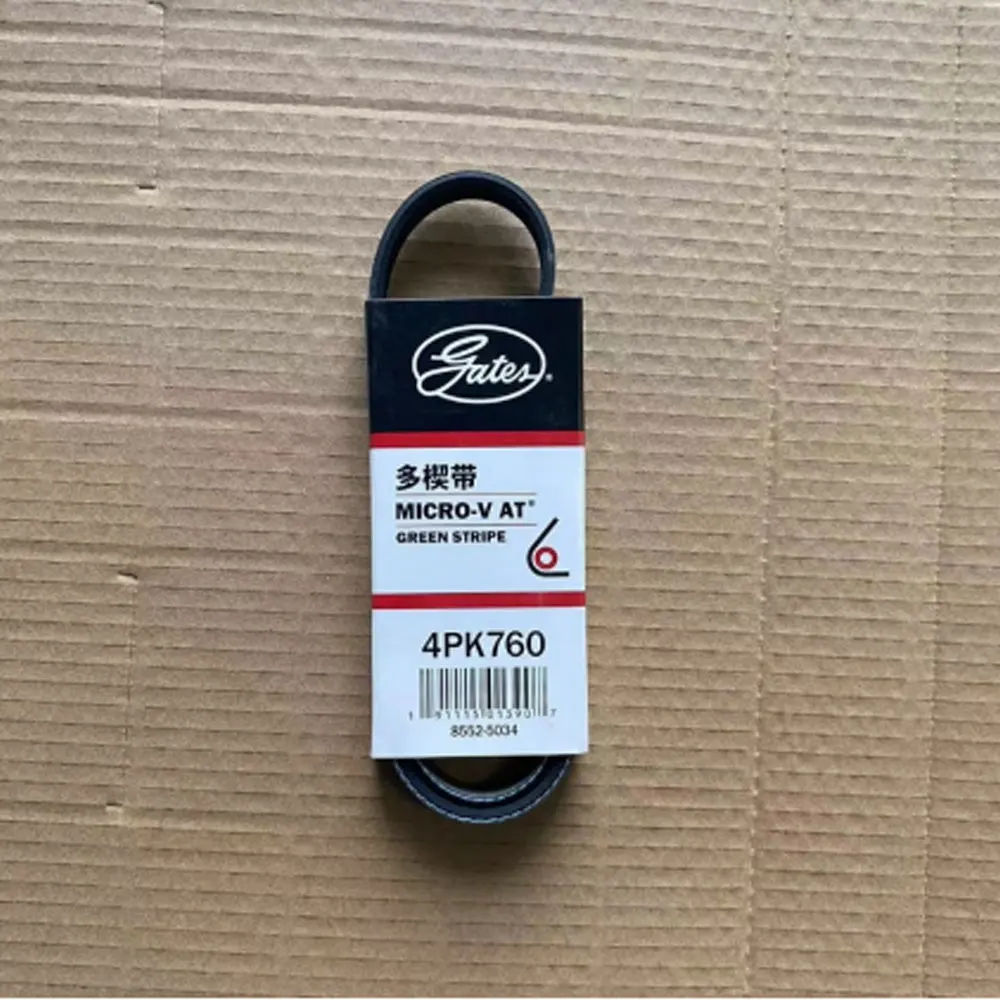 Gates®
多楔带
MICRO-V AT®
GREEN STRIPE
4PK760
8552-5034